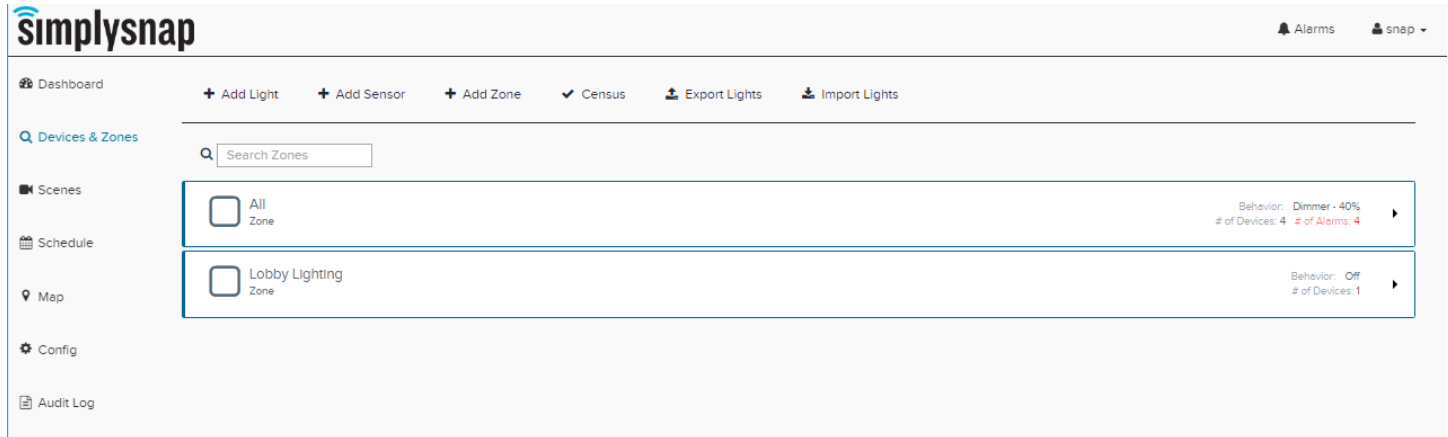 simplysnap
Alarms snap
Dashboard
Add Light Add Sensor Add Zone Census Export Lights Import Lights
Devices & Zones
Search Zones
Scenes
All
Zone
Behavior: Dimmer - 40%
# of Devices: 4 # of Alarms: 4
Schedule
Lobby Lighting
Zone
Behavior: Off
# of Devices: 1
Map
Config
Audit Log